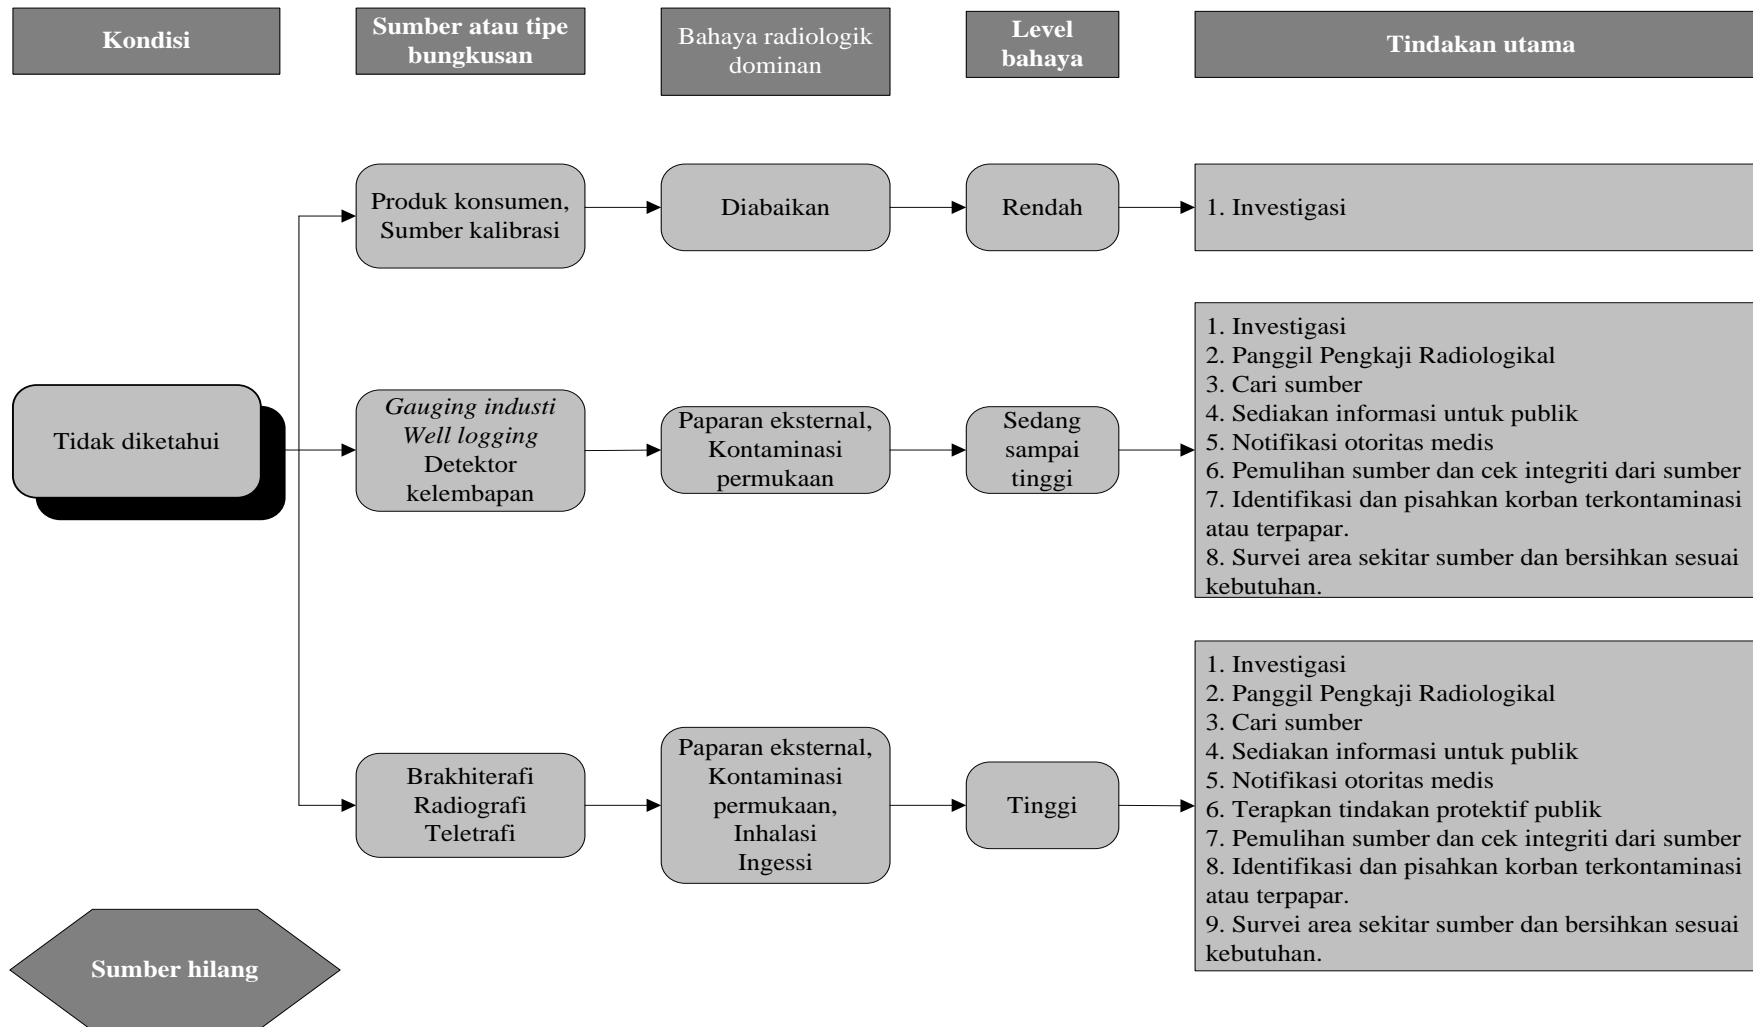 Kondisi
Sumber atau tipe
bungkusan
Bahaya radiologik
dominan
Level
bahaya
Tindakan utama
Produk konsumen,
Sumber kalibrasi
Diabaikan
Rendah
1. Investigasi
Tidak diketahui
Gauging industi
Well logging
Detektor
kelembapan
Paparan eksternal,
Kontaminasi
permukaan
Sedang
sampai
tinggi
1. Investigasi
2. Panggil Pengkaji Radiologikal
3. Cari sumber
4. Sediakan informasi untuk publik
5. Notifikasi otoritas medis
6. Pemulihan sumber dan cek integriti dari sumber
7. Identifikasi dan pisahkan korban terkontaminasi
atau terpapar.
8. Survei area sekitar sumber dan bersihkan sesuai
kebutuhan.
Brakhiterafi
Radiografi
Teletrafi
Paparan eksternal,
Kontaminasi
permukaan,
Inhalasi
Ingessi
Tinggi
1. Investigasi
2. Panggil Pengkaji Radiologikal
3. Cari sumber
4. Sediakan informasi untuk publik
5. Notifikasi otoritas medis
6. Terapkan tindakan protektif publik
7. Pemulihan sumber dan cek integriti dari sumber
8. Identifikasi dan pisahkan korban terkontaminasi
atau terpapar.
9. Survei area sekitar sumber dan bersihkan sesuai
kebutuhan.
Sumber hilang